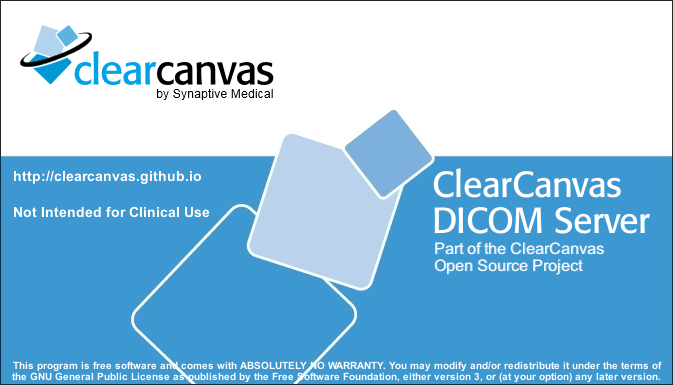 clearcanvas
by Synaptive Medical
http://clearcanvas.github.io
Not Intended for Clinical Use
ClearCanvas
DICOM Server
Part of the ClearCanvas
Open Source Project
This program is free software and comes with ABSOLUTELY NO WARRANTY. You may modify and/or redistribute it under the terms of
the GNU General Public License as published by the Free Software Foundation, either version 3, or (at your option) any later version.